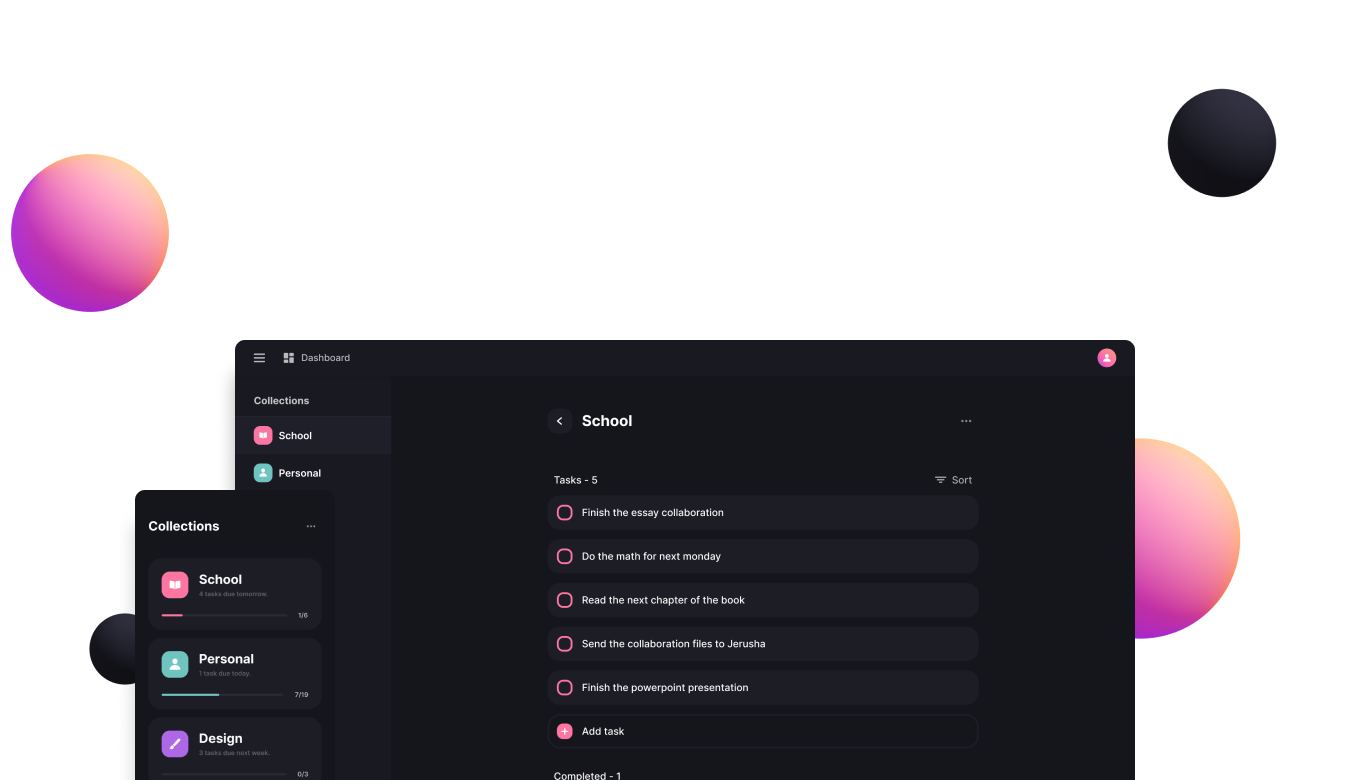 Dashboard
Collections
School
Personal
School
Tasks - 5
Sort
Finish the essay collaboration
Do the math for next monday
Read the next chapter of the book
Send the collaboration files to Jerusha
Finish the powerpoint presentation
Add task
Completed - 1
Collections
School
4 tasks due tomorrow.
1/6
Personal
1 task due today.
7/19
Design
3 tasks due next week.
0/3